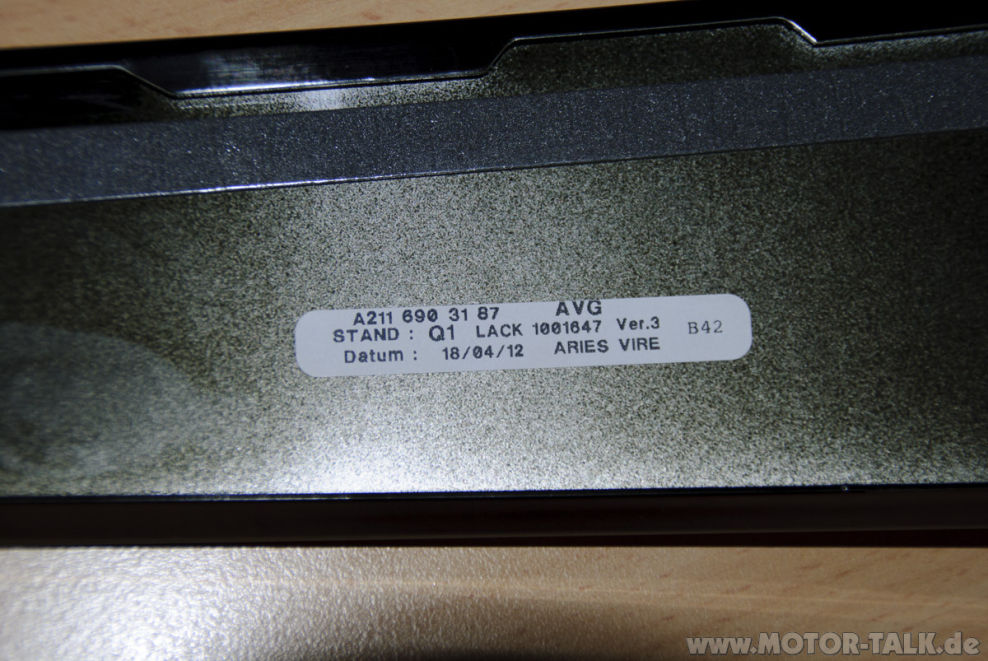 A211 690 31 87 AVG
STAND : Q1 LACK 1001647 Ver.3 B42
Datum : 18/04/12 ARIES VIRE
www.MOTOR-TALK.de